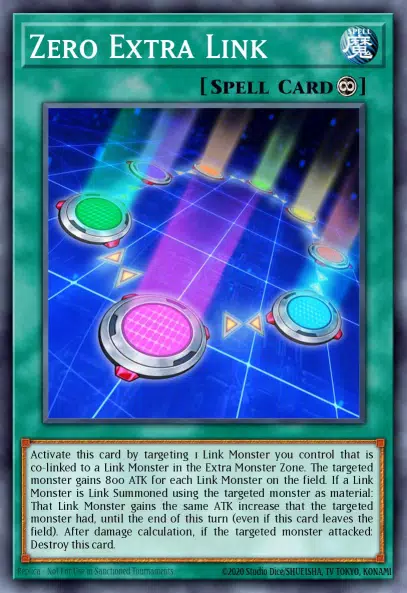 Zero Extra Link
SPELL
魔
[Spell Card]
Activate this card by targeting 1 Link Monster you control that is
co-linked to a Link Monster in the Extra Monster Zone. The targeted
monster gains 800 ATK for each Link Monster on the field. If a
Link Monster is Link Summoned using the targeted monster as material:
That Link Monster gains the same ATK increase that the targeted
monster had, until the end of this turn (even if this card leaves the
field). After damage calculation, if the targeted monster attacked:
Destroy this card.
Replica - Not For Use in Sanctioned Tournaments
©2020 Studio Dice/SHUEISHA, TV TOKYO, KONAMI